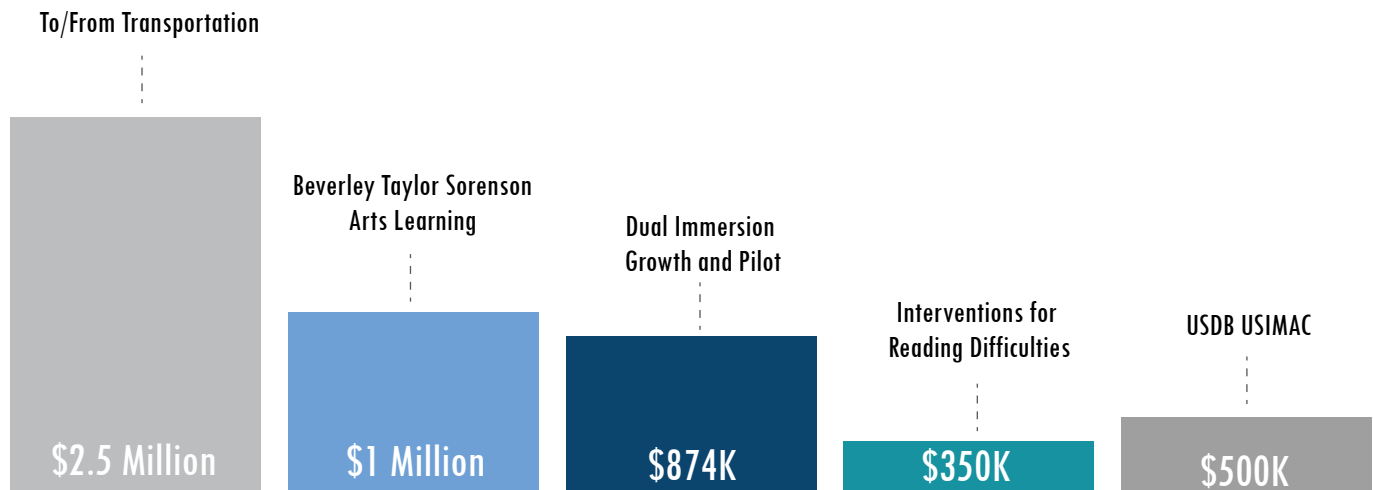 To/From Transportation
$2.5 Million
Beverley Taylor Sorenson
Arts Learning
$1 Million
Dual Immersion
Growth and Pilot
$874K
Interventions for
Reading Difficulties
$350K
USDB USIMAC
$500K